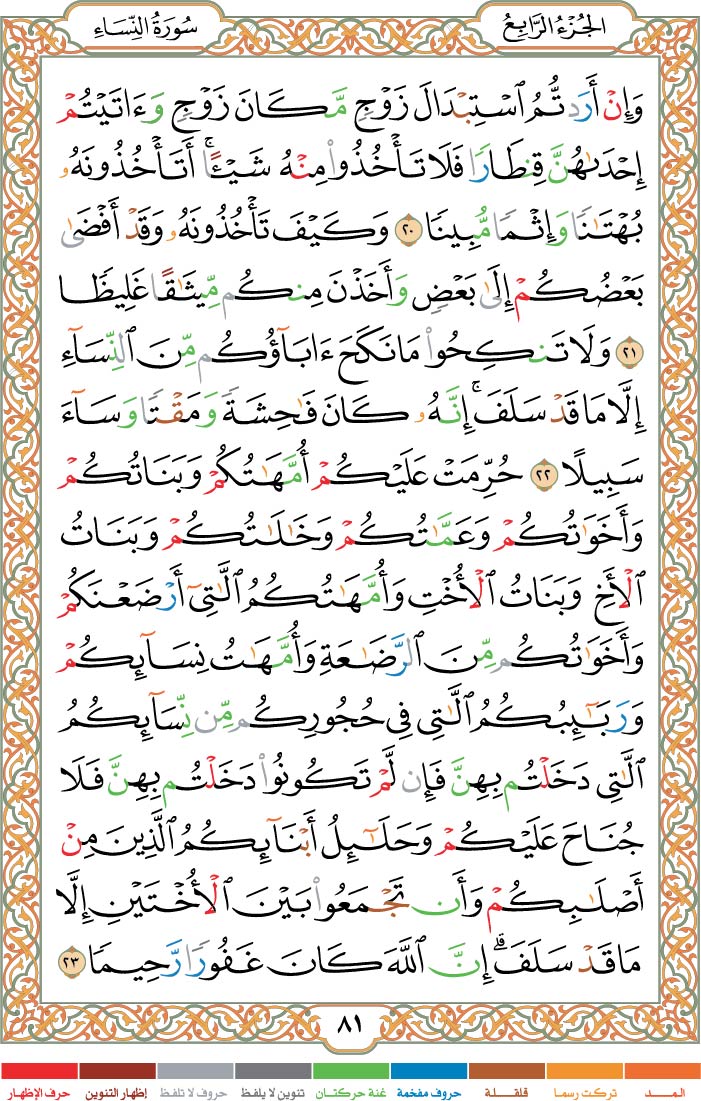 الجُزْءُ الرَّابِعُ
سُورَةُ النِّسَاءِ
وَإِنْ أَرَدتُّمُ ٱسْتِبْدَالَ زَوْجٍ مَّكَانَ زَوْجٍ وَءَاتَيْتُمْ
إِحْدَىٰهُنَّ قِنطَارًا فَلَا تَأْخُذُوا۟ مِنْهُ شَيْـًٔا ۚ أَتَأْخُذُونَهُۥ
بُهْتَـٰنًا وَإِثْمًا مُّبِينًا ٢٠ وَكَيْفَ تَأْخُذُونَهُۥ وَقَدْ أَفْضَىٰ
بَعْضُكُمْ إِلَىٰ بَعْضٍ وَأَخَذْنَ مِنكُم مِّيثَـٰقًا غَلِيظًا
٢١ وَلَا تَنكِحُوا۟ مَا نَكَحَ ءَابَآؤُكُم مِّنَ ٱلنِّسَآءِ
إِلَّا مَا قَدْ سَلَفَ ۚ إِنَّهُۥ كَانَ فَـٰحِشَةً وَمَقْتًا وَسَآءَ
سَبِيلًا ٢٢ حُرِّمَتْ عَلَيْكُمْ أُمَّهَـٰتُكُمْ وَبَنَاتُكُمْ
وَأَخَوَٰتُكُمْ وَعَمَّـٰتُكُمْ وَخَـٰلَـٰتُكُمْ وَبَنَاتُ
ٱلْأَخِ وَبَنَاتُ ٱلْأُخْتِ وَأُمَّهَـٰتُكُمُ ٱلَّـٰتِىٓ أَرْضَعْنَكُمْ
وَأَخَوَٰتُكُم مِّنَ ٱلرَّضَـٰعَةِ وَأُمَّهَـٰتُ نِسَآئِكُمْ
وَرَبَـٰٓئِبُكُمُ ٱلَّـٰتِى فِى حُجُورِكُم مِّن نِّسَآئِكُمُ
ٱلَّـٰتِى دَخَلْتُم بِهِنَّ فَإِن لَّمْ تَكُونُوا۟ دَخَلْتُم بِهِنَّ فَلَا
جُنَاحَ عَلَيْكُمْ وَحَلَـٰٓئِلُ أَبْنَآئِكُمُ ٱلَّذِينَ مِنْ
أَصْلَـٰبِكُمْ وَأَن تَجْمَعُوا۟ بَيْنَ ٱلْأُخْتَيْنِ إِلَّا
مَا قَدْ سَلَفَ ۗ إِنَّ ٱللَّهَ كَانَ غَفُورًا رَّحِيمًا ٢٣
٨١
المــد تركت رسما قلقلة حروف مفخمة غنة حركتان تنوين لا يلفظ حروف لا تلفظ إظهار التنوين حرف الإظهار